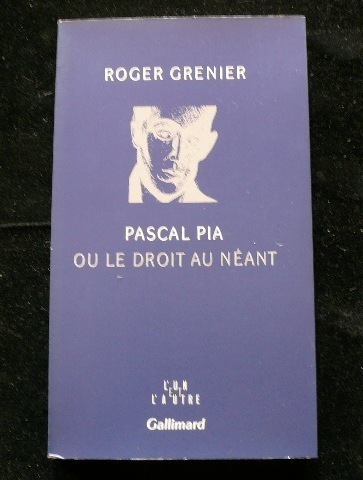 ROGER GRENIER
PASCAL PIA
OU LE DROIT AU NÉANT
L'UN
ET
L'AUTRE
Gallimard